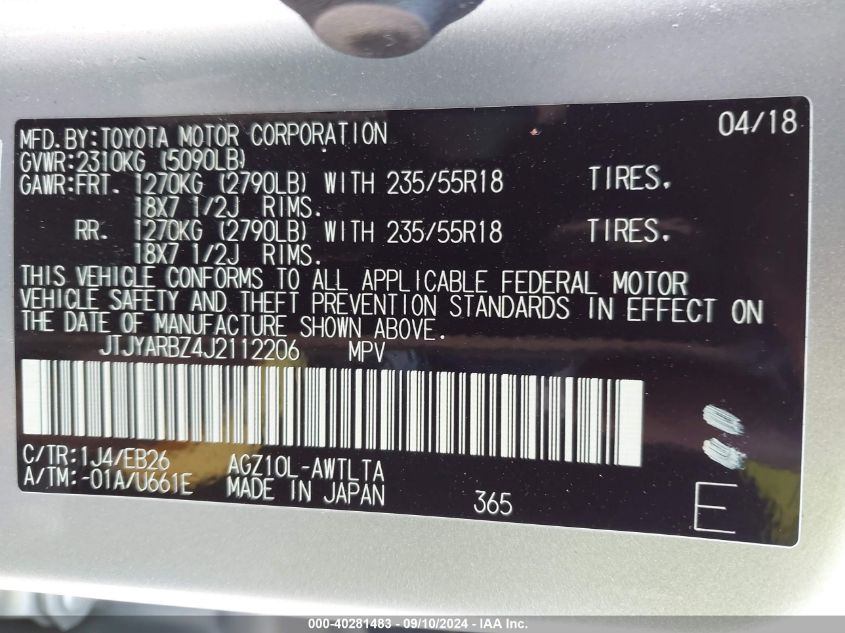 04/18
MFD.BY:TOYOTA MOTOR CORPORATION
GVWR:2310KG (5090LB)
GAWR:FRT. 1270KG (2790LB) WITH 235/55R18 TIRES.
18X7 1/2J RIMS.
RR. 1270KG (2790LB) WITH 235/55R18 TIRES.
18X7 1/2J RIMS.
THIS VEHICLE CONFORMS TO ALL APPLICABLE FEDERAL MOTOR
VEHICLE SAFETY AND THEFT PREVENTION STANDARDS IN EFFECT ON
THE DATE OF MANUFACTURE SHOWN ABOVE.
JTJYARBZ4J2112206 MPV
C/TR:1J4/EB26 AGZ10L-AWTLTA
A/TM:-01A/U661E MADE IN JAPAN 365 E
000-40281483 - 09/10/2024 - IAA Inc.